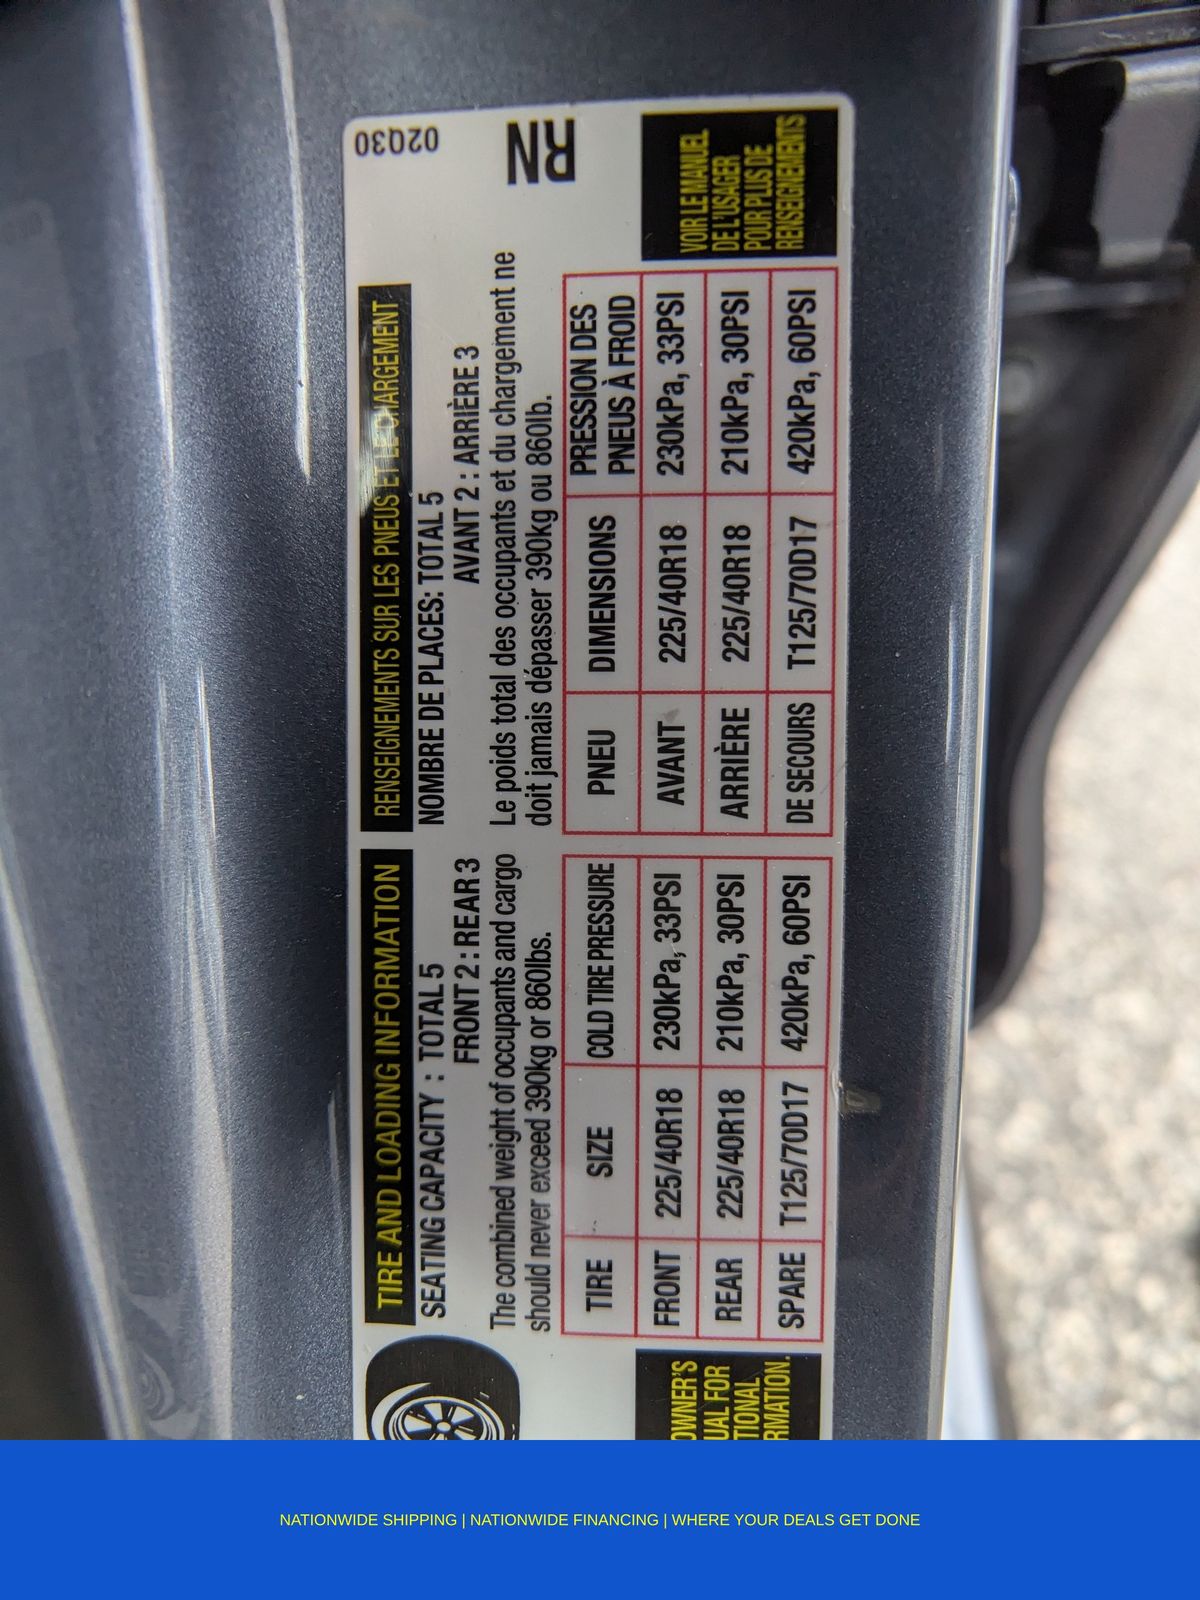 TIRE AND LOADING INFORMATION
SEATING CAPACITY : TOTAL 5
FRONT 2 : REAR 3
The combined weight of occupants and cargo
should never exceed 390kg or 860lbs.
TIRE SIZE COLD TIRE PRESSURE
FRONT 225/40R18 230kPa, 33PSI
REAR 225/40R18 210kPa, 30PSI
SPARE T125/70D17 420kPa, 60PSI
OWNER'S
UAL FOR
TIONAL
RMATION.
RENSEIGNEMENTS SUR LES PNEUS ET LE CHARGEMENT
NOMBRE DE PLACES: TOTAL 5
AVANT 2 : ARRIÈRE 3
Le poids total des occupants et du chargement ne
doit jamais dépasser 390kg ou 860lb.
PNEU DIMENSIONS PRESSION DES
PNEUS À FROID
AVANT 225/40R18 230kPa, 33PSI
ARRIÈRE 225/40R18 210kPa, 30PSI
DE SECOURS T125/70D17 420kPa, 60PSI
02Q30
RN
VOIR LE MANUEL
DE L'USAGER
POUR PLUS DE
RENSEIGNEMENTS
NATIONWIDE SHIPPING | NATIONWIDE FINANCING | WHERE YOUR DEALS GET DONE